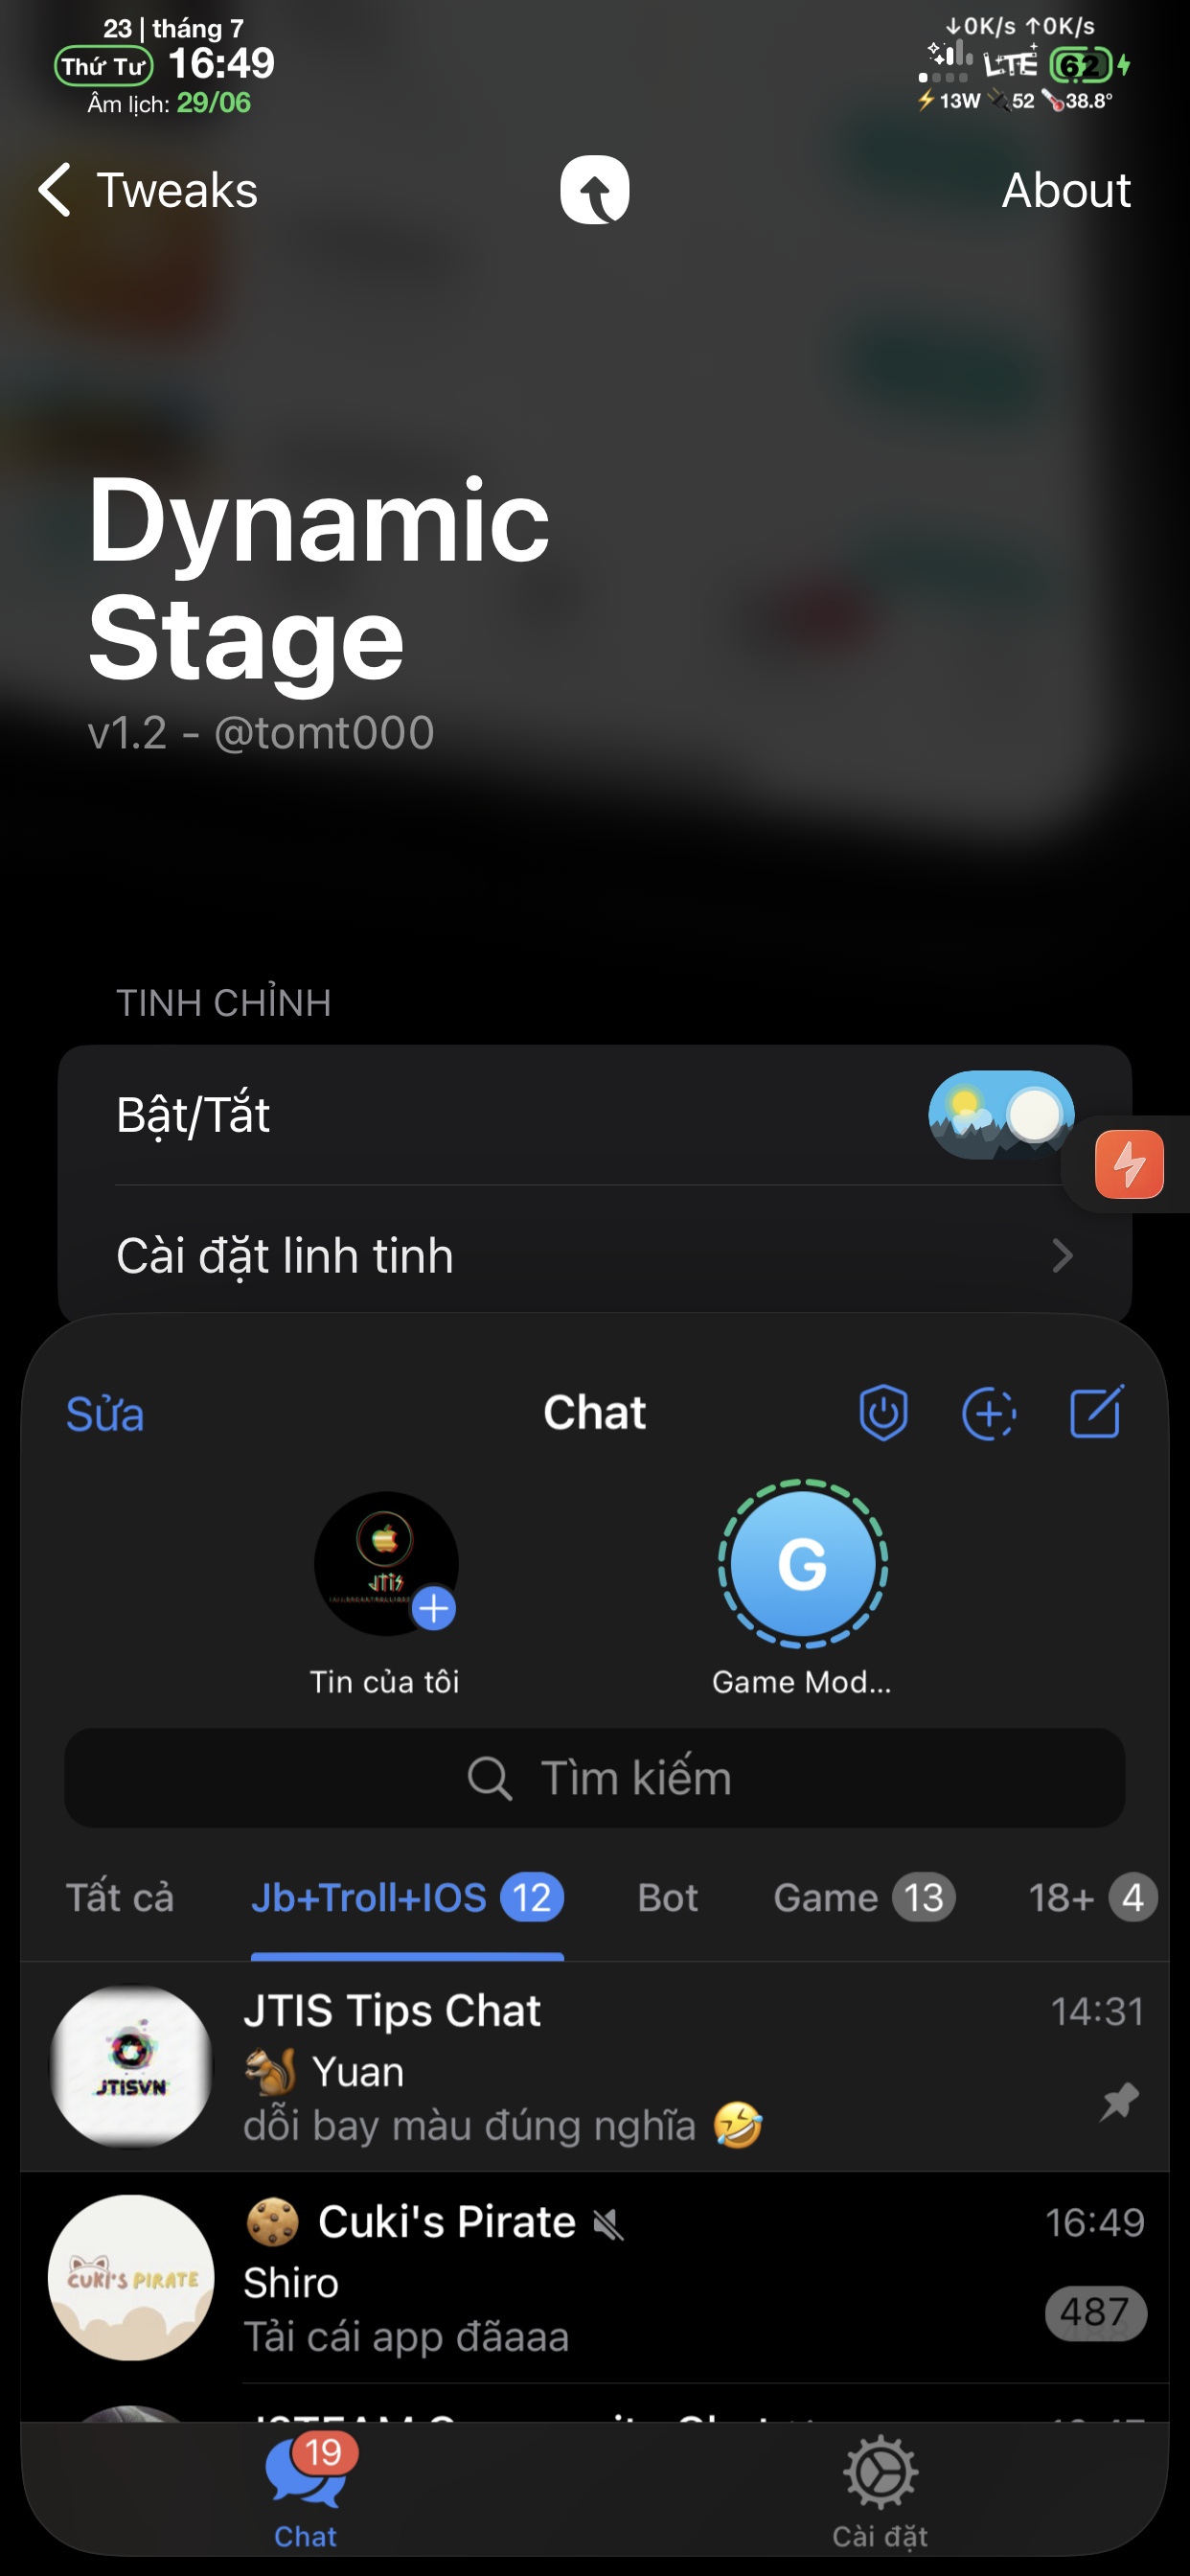 23 | tháng 7
Thứ Tư 16:49
Âm lịch: 29/06
↓0K/s ↑0K/s
LTE 62
⚡13W 🔌52 🌡️38.8°
Tweaks
About
Dynamic
Stage
v1.2 - @tomt000
TINH CHỈNH
Bật/Tắt
Cài đặt linh tinh
Sửa
Chat
JTIS
G
Tin của tôi
Game Mod...
Tìm kiếm
Tất cả
Jb+Troll+IOS 12
Bot
Game 13
18+ 4
JTISVN
JTIS Tips Chat
14:31
🐿️ Yuan
dỗi bay màu đúng nghĩa 🤣
CUKI'S PIRATE
🍪 Cuki's Pirate
16:49
Shiro
Tải cái app đãaaa
487
19
Chat
Cài đặt